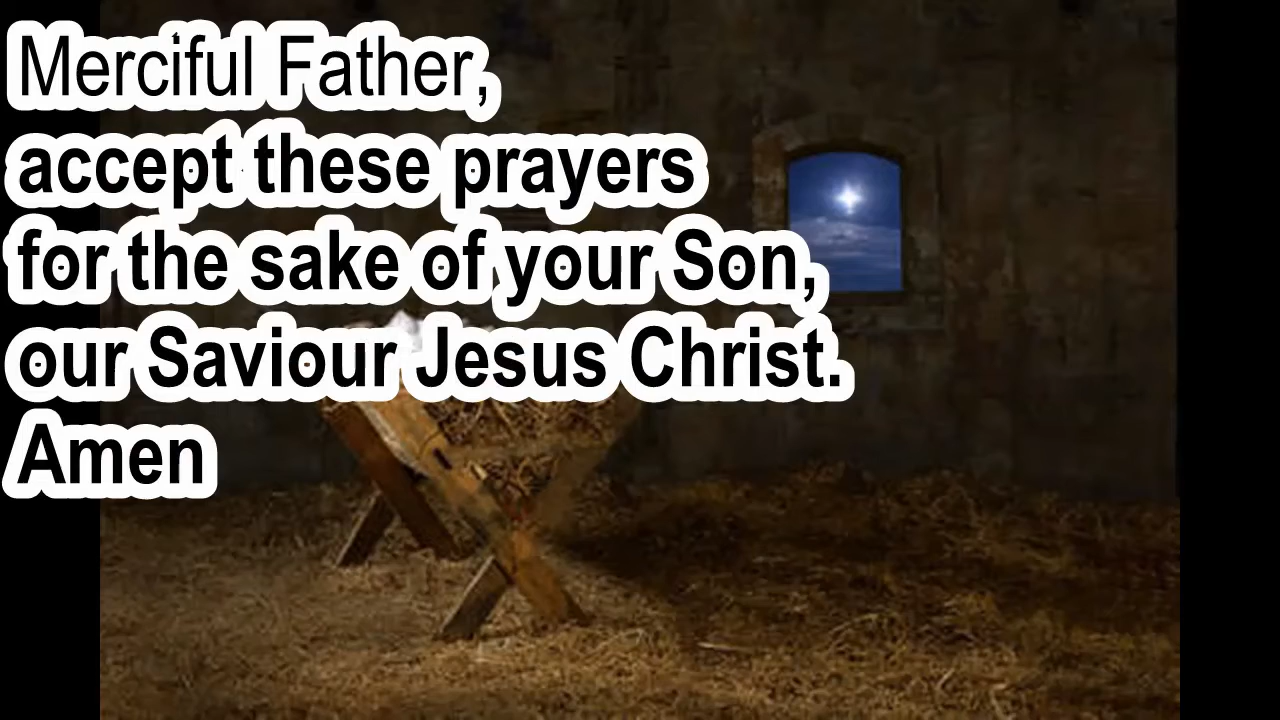 Merciful Father,
accept these prayers
for the sake of your Son,
our Saviour Jesus Christ.
Amen